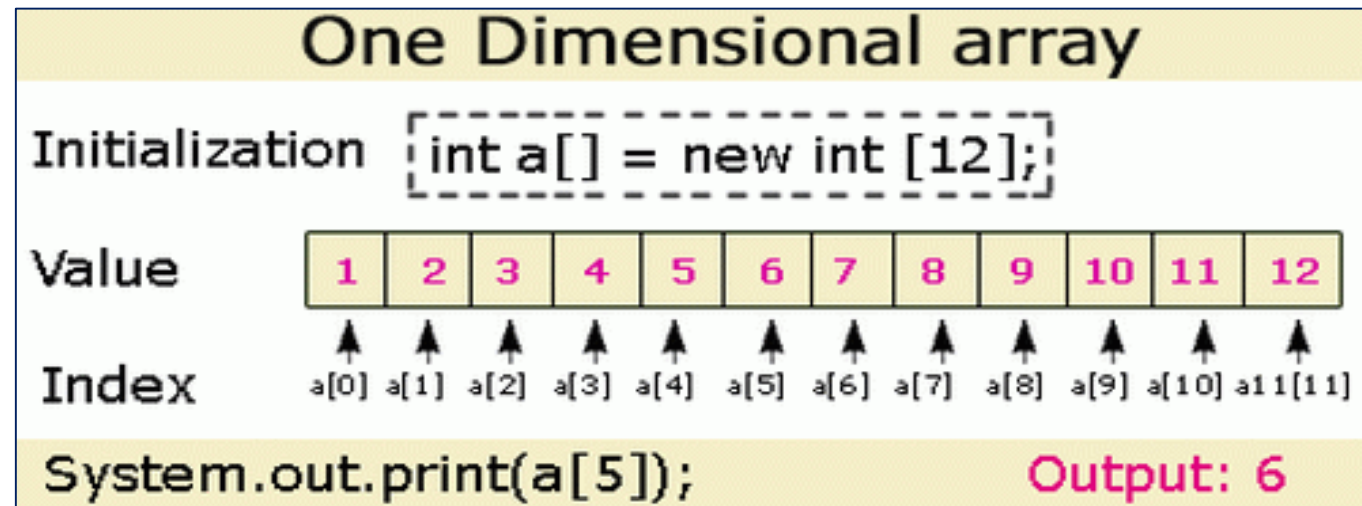 One Dimensional array
Initialization int a[] = new int [12];
Value 1 2 3 4 5 6 7 8 9 10 11 12
Index a[0] a[1] a[2] a[3] a[4] a[5] a[6] a[7] a[8] a[9] a[10] a11[11]
System.out.print(a[5]); Output: 6